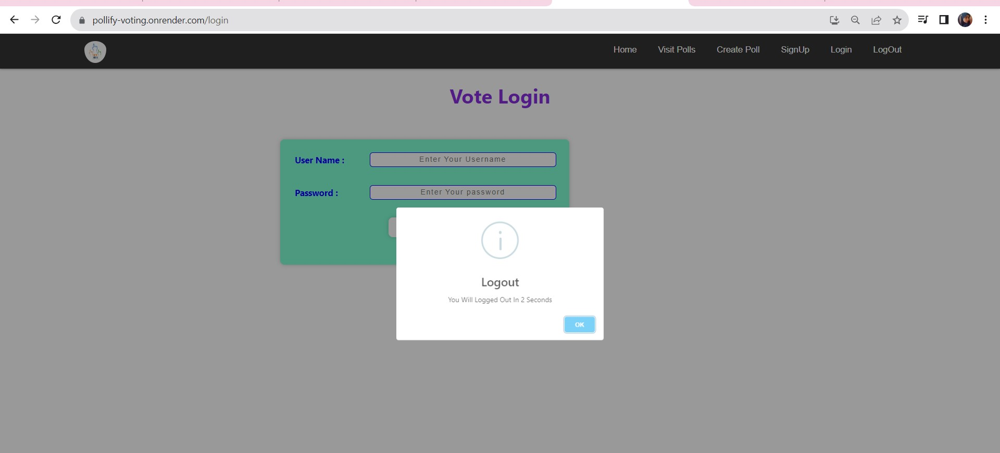 pollify-voting.onrender.com/login
Home Visit Polls Create Poll SignUp Login LogOut
Vote Login
User Name : Enter Your Username
Password : Enter Your password
Logout
You Will Logged Out In 2 Seconds
OK